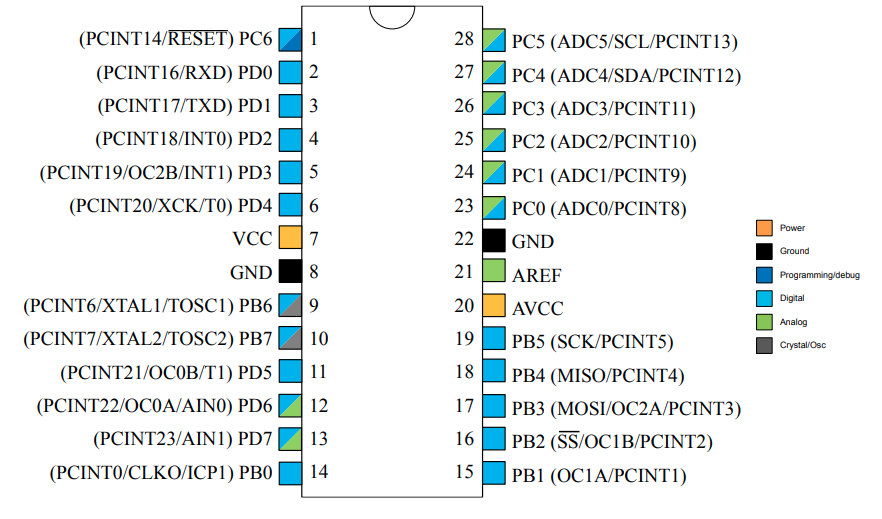 (PCINT14/RESET) PC6 1
(PCINT16/RXD) PD0 2
(PCINT17/TXD) PD1 3
(PCINT18/INT0) PD2 4
(PCINT19/OC2B/INT1) PD3 5
(PCINT20/XCK/T0) PD4 6
VCC 7
GND 8
(PCINT6/XTAL1/TOSC1) PB6 9
(PCINT7/XTAL2/TOSC2) PB7 10
(PCINT21/OC0B/T1) PD5 11
(PCINT22/OC0A/AIN0) PD6 12
(PCINT23/AIN1) PD7 13
(PCINT0/CLKO/ICP1) PB0 14
28 PC5 (ADC5/SCL/PCINT13)
27 PC4 (ADC4/SDA/PCINT12)
26 PC3 (ADC3/PCINT11)
25 PC2 (ADC2/PCINT10)
24 PC1 (ADC1/PCINT9)
23 PC0 (ADC0/PCINT8)
22 GND
21 AREF
20 AVCC
19 PB5 (SCK/PCINT5)
18 PB4 (MISO/PCINT4)
17 PB3 (MOSI/OC2A/PCINT3)
16 PB2 (SS/OC1B/PCINT2)
15 PB1 (OC1A/PCINT1)
Power
Ground
Programming/debug
Digital
Analog
Crystal/Osc